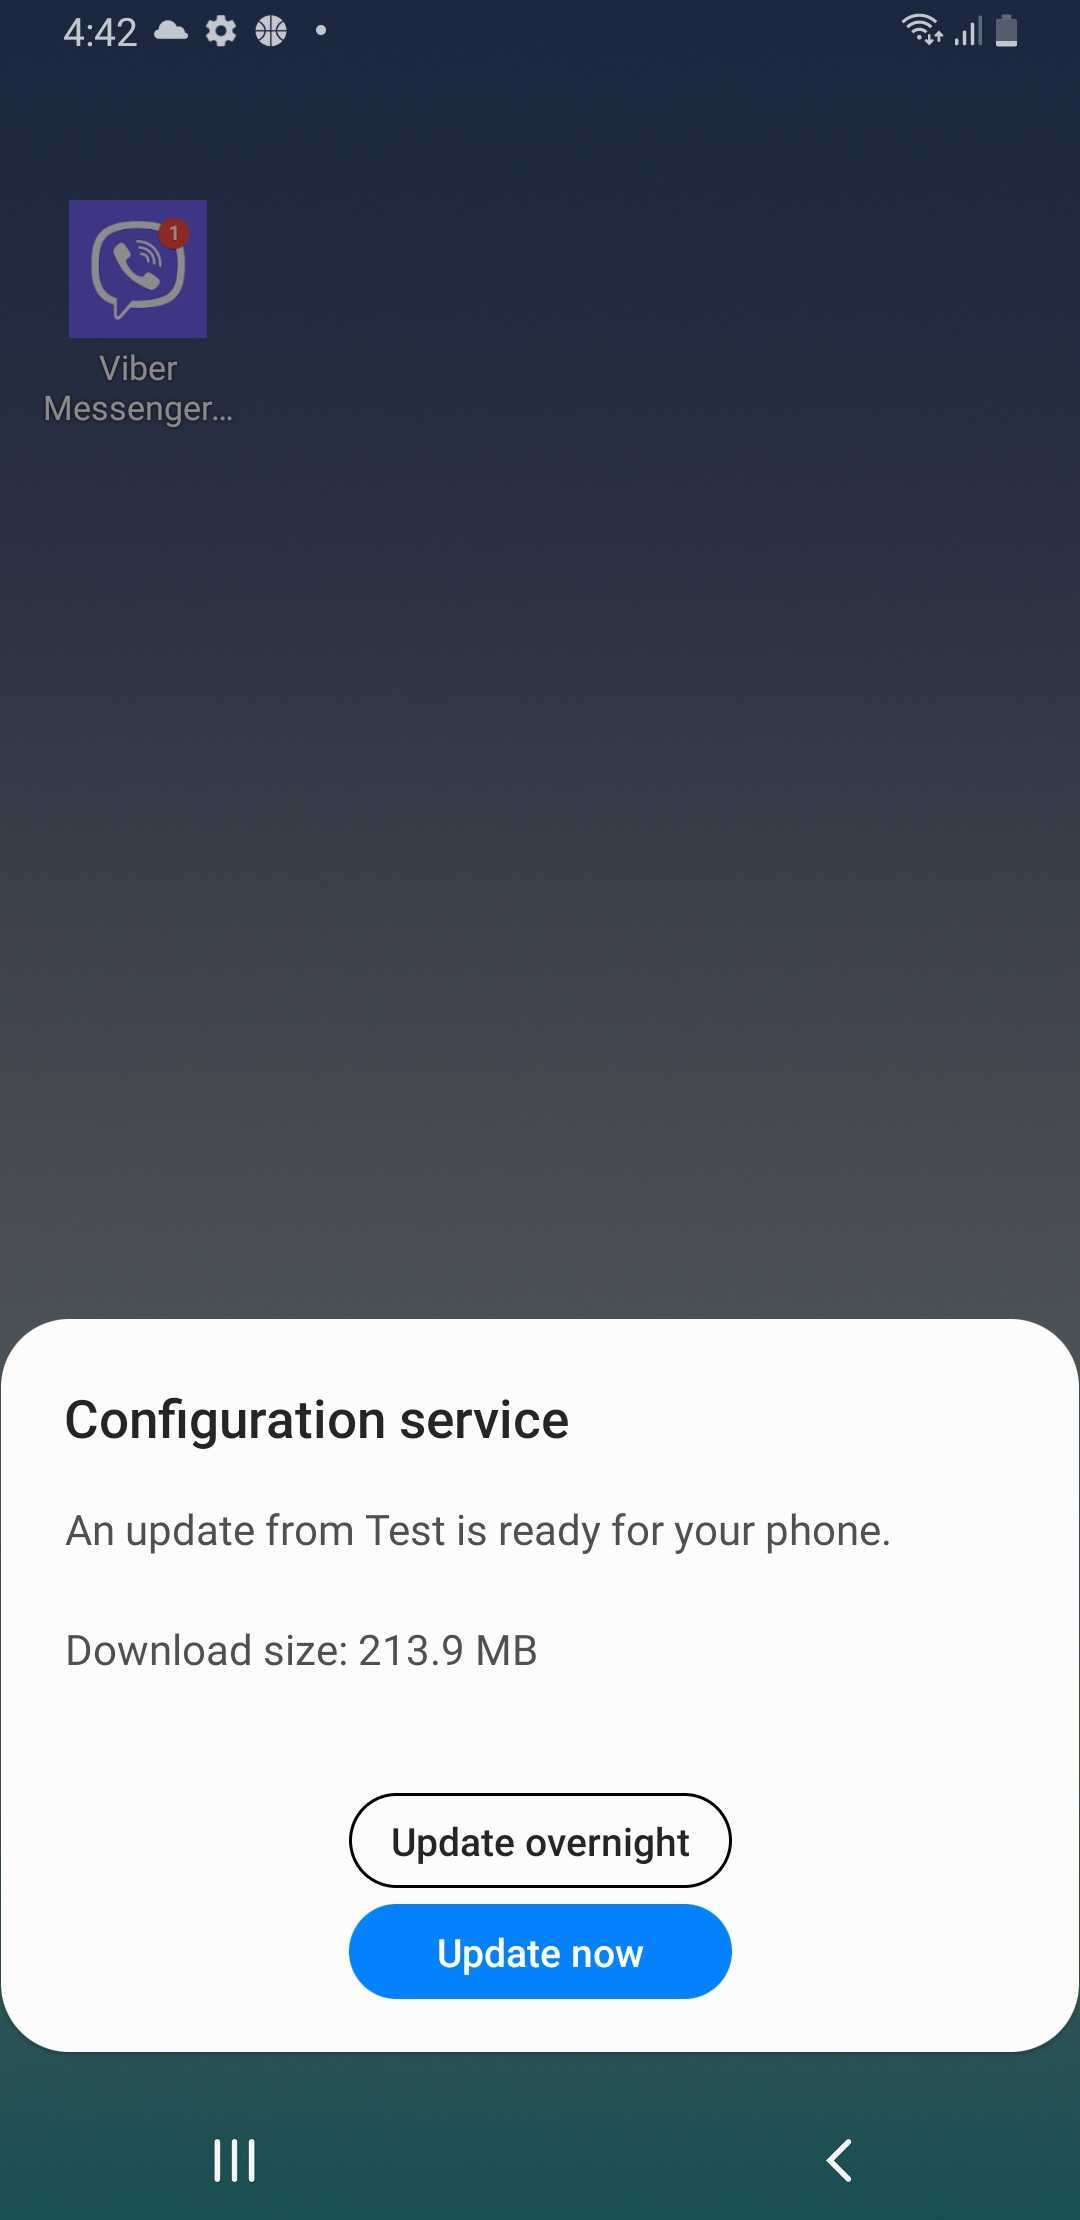 4:42
1
Viber
Messenger...
Configuration service
An update from Test is ready for your phone.
Download size: 213.9 MB
Update overnight
Update now